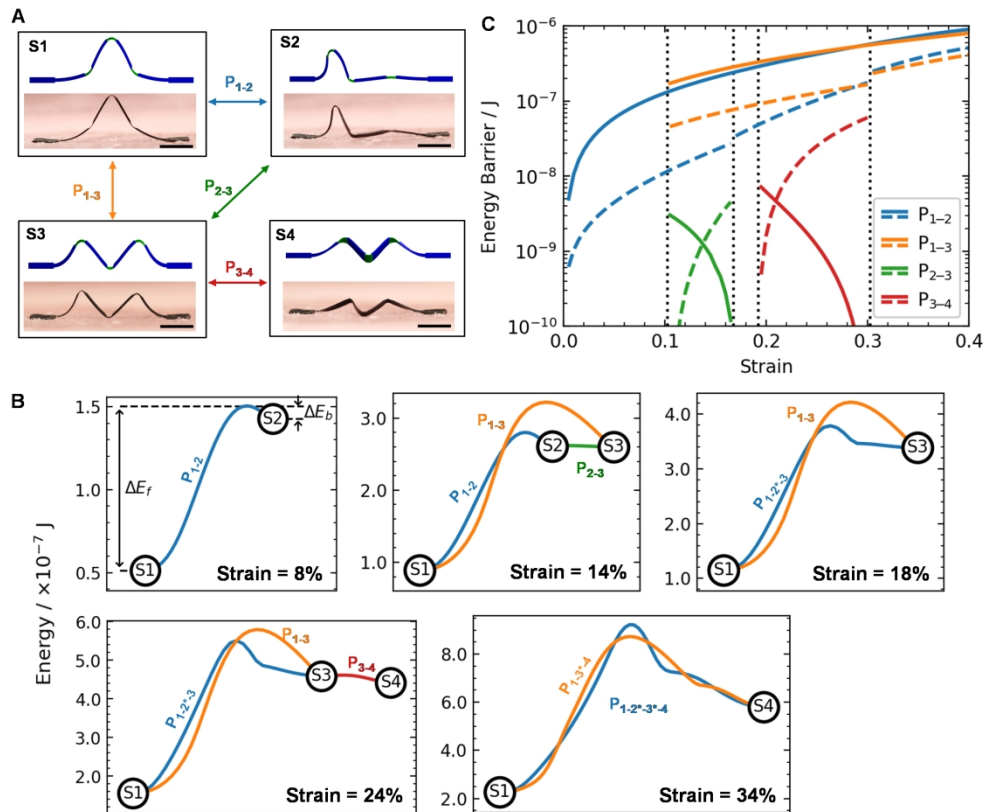 A
S1
S2
P1-2
P1-3
P2-3
S3
S4
P3-4
C
Energy Barrier / J
10⁻⁶
10⁻⁷
10⁻⁸
10⁻⁹
10⁻¹⁰
0.0 0.1 0.2 0.3 0.4
Strain
P1–2
P1–3
P2–3
P3–4
B
Energy / ×10⁻⁷ J
1.5
1.0
0.5
ΔEf
P1-2
ΔEb
S1
S2
Strain = 8%
3.0
2.0
1.0
P1-3
P1-2
P2-3
S1
S2
S3
Strain = 14%
4.0
3.0
2.0
1.0
P1-3
P1-2*-3
S1
S3
Strain = 18%
6.0
5.0
4.0
3.0
2.0
P1-3
P3-4
P1-2*-3
S1
S3
S4
Strain = 24%
8.0
6.0
4.0
2.0
P1-3*-4
P1-2*-3*-4
S1
S4
Strain = 34%